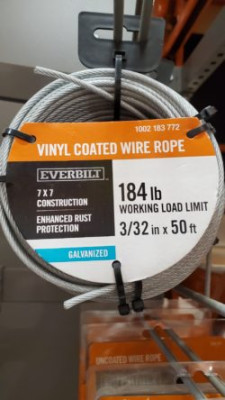 1002 183 772
VINYL COATED WIRE ROPE
EVERBILT
7 X 7
CONSTRUCTION
ENHANCED RUST
PROTECTION
184 lb
WORKING LOAD LIMIT
3/32 in x 50 ft
GALVANIZED
UNCOATED WIRE ROPE